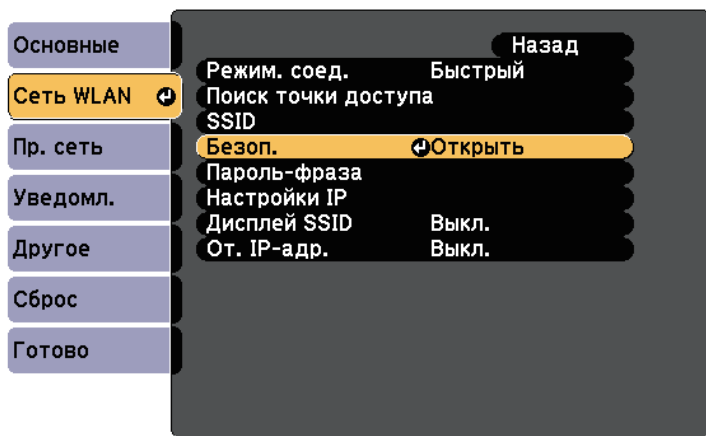 Основные
Сеть WLAN
Пр. сеть
Уведомл.
Другое
Сброс
Готово
Назад
Режим. соед. Быстрый
Поиск точки доступа
SSID
Безоп. Открыть
Пароль-фраза
Настройки IP
Дисплей SSID Выкл.
От. IP-адр. Выкл.